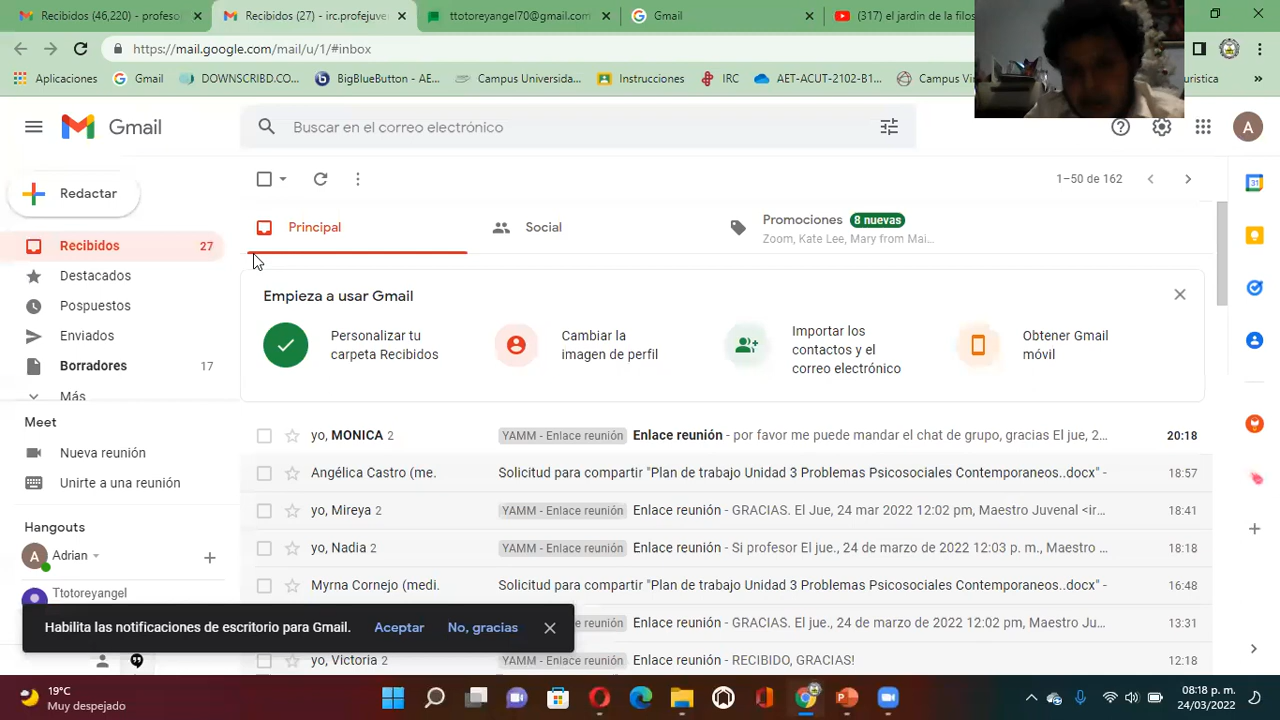 Recibidos (46,220) - profeso
Recibidos (27) - irc.profejuve
ttotoreyangel70@gmail.com
Gmail
(317) el jardin de la filos
https://mail.google.com/mail/u/1/#inbox
Aplicaciones
Gmail
DOWNSCRIBD.CO...
BigBlueButton - AE...
Campus Universida...
Instrucciones
IRC
AET-ACUT-2102-B1...
Campus Vi
urística
»
Gmail
Buscar en el correo electrónico
A
Redactar
1–50 de 162
Principal
Social
Promociones 8 nuevas
Zoom, Kate Lee, Mary from Mai...
Recibidos 27
Destacados
Pospuestos
Enviados
Borradores 17
Más
Empieza a usar Gmail
Personalizar tu
carpeta Recibidos
Cambiar la
imagen de perfil
Importar los
contactos y el
correo electrónico
Obtener Gmail
móvil
Meet
Nueva reunión
Unirte a una reunión
Hangouts
A Adrian
Ttotoreyangel
yo, MONICA 2 YAMM - Enlace reunión Enlace reunión - por favor me puede mandar el chat de grupo, gracias El jue, 2... 20:18
Angélica Castro (me. Solicitud para compartir "Plan de trabajo Unidad 3 Problemas Psicosociales Contemporaneos..docx" - 18:57
yo, Mireya 2 YAMM - Enlace reunión Enlace reunión - GRACIAS. El Jue, 24 mar 2022 12:02 pm, Maestro Juvenal <ir... 18:41
yo, Nadia 2 YAMM - Enlace reunión Enlace reunión - Si profesor El jue., 24 de marzo de 2022 12:03 p. m., Maestro ... 18:18
Myrna Cornejo (medi. Solicitud para compartir "Plan de trabajo Unidad 3 Problemas Psicosociales Contemporaneos..docx" - 16:48
reunión Enlace reunión - GRACIAS. El jue., 24 de marzo de 2022 12:02 pm, Maestro Ju... 13:31
yo, Victoria 2 reunión Enlace reunión - RECIBIDO, GRACIAS! 12:18
Habilita las notificaciones de escritorio para Gmail. Aceptar No, gracias
31
19°C
Muy despejado
08:18 p. m.
24/03/2022